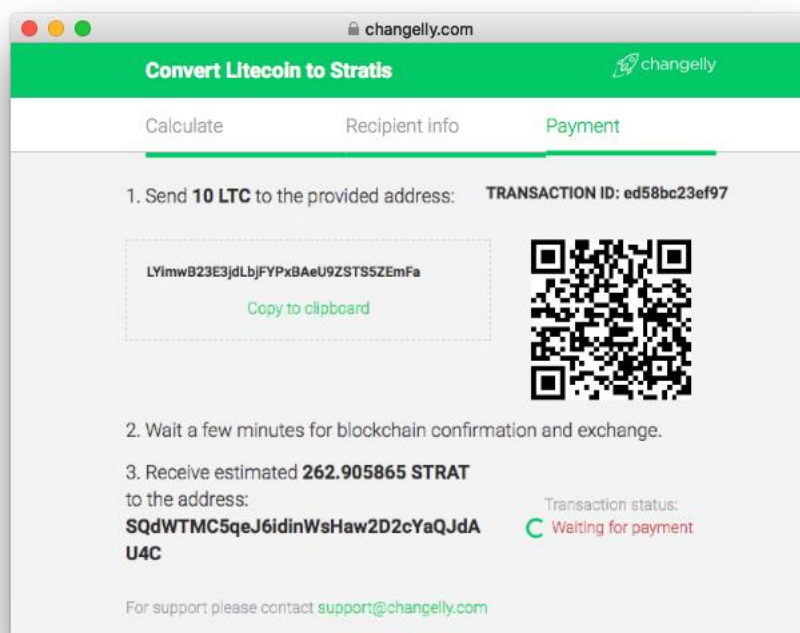 changelly.com
Convert Litecoin to Stratis
changelly
Calculate
Recipient info
Payment
1. Send 10 LTC to the provided address:
TRANSACTION ID: ed58bc23ef97
LYimwB23E3jdLbjFYPxBAeU9ZSTS5ZEmFa
Copy to clipboard
2. Wait a few minutes for blockchain confirmation and exchange.
3. Receive estimated 262.905865 STRAT
to the address:
SQdWTMC5qeJ6idinWsHaw2D2cYaQJdA
U4C
Transaction status:
Waiting for payment
For support please contact support@changelly.com